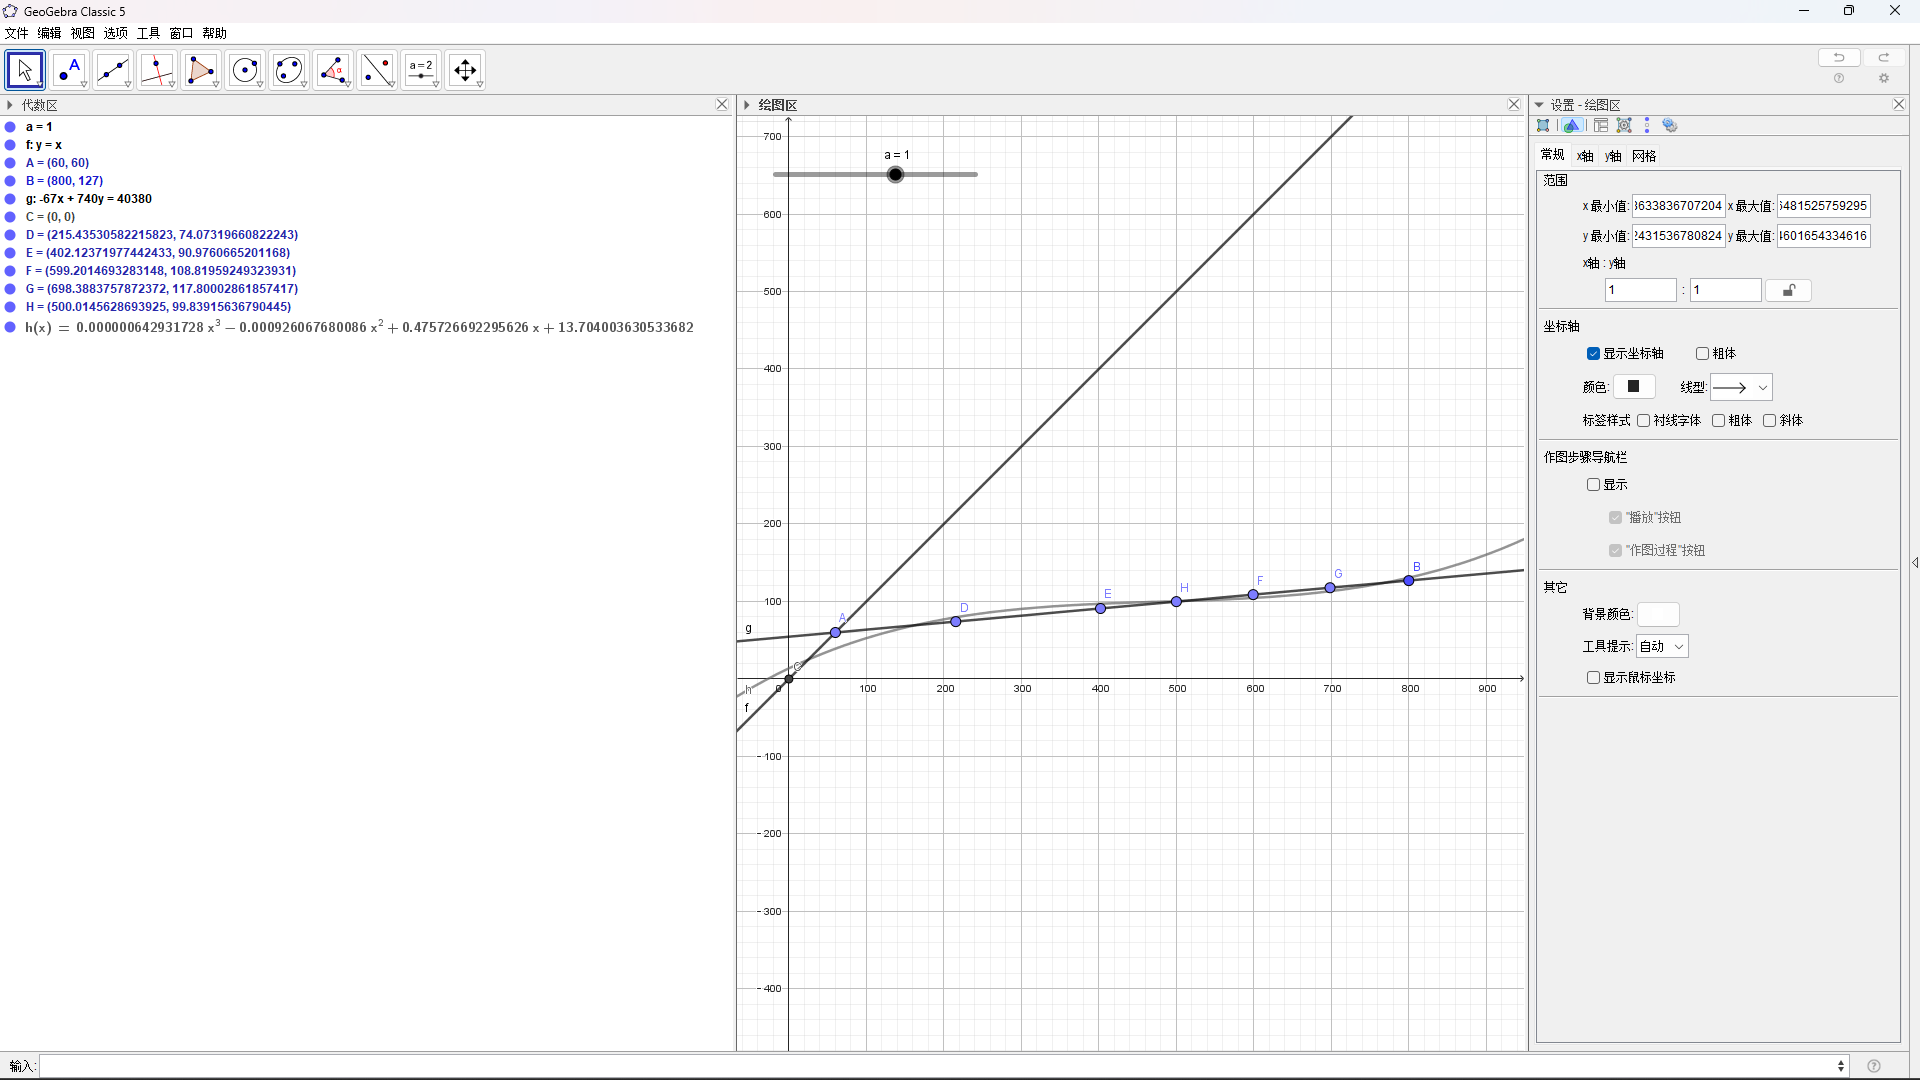 GeoGebra Classic 5
文件 编辑 视图 选项 工具 窗口 帮助
A
α
a=2
代数区
a = 1
f: y = x
A = (60, 60)
B = (800, 127)
g: -67x + 740y = 40380
C = (0, 0)
D = (215.43530582215823, 74.07319660822243)
E = (402.12371977442433, 90.9760665201168)
F = (599.2014693283148, 108.81959249323931)
G = (698.3883757872372, 117.80002861857417)
H = (500.0145628693925, 99.83915636790445)
h(x) = 0.000000642931728 x³ − 0.000926067680086 x² + 0.475726692295626 x + 13.704003630533682
绘图区
a = 1
700
600
500
400
300
200
100
0
-100
-200
-300
-400
100 200 300 400 500 600 700 800 900
g
h
f
A
C
D
E
H
F
G
B
设置 - 绘图区
常规 x轴 y轴 网格
范围
x 最小值: 3633836707204 x 最大值: 6481525759295
y 最小值: 2431536780824 y 最大值: 4601654334616
x轴 : y轴
1 : 1
坐标轴
显示坐标轴 粗体
颜色: 线型:
标签样式 衬线字体 粗体 斜体
作图步骤导航栏
显示
"播放"按钮
"作图过程"按钮
其它
背景颜色:
工具提示: 自动
显示鼠标坐标
输入: